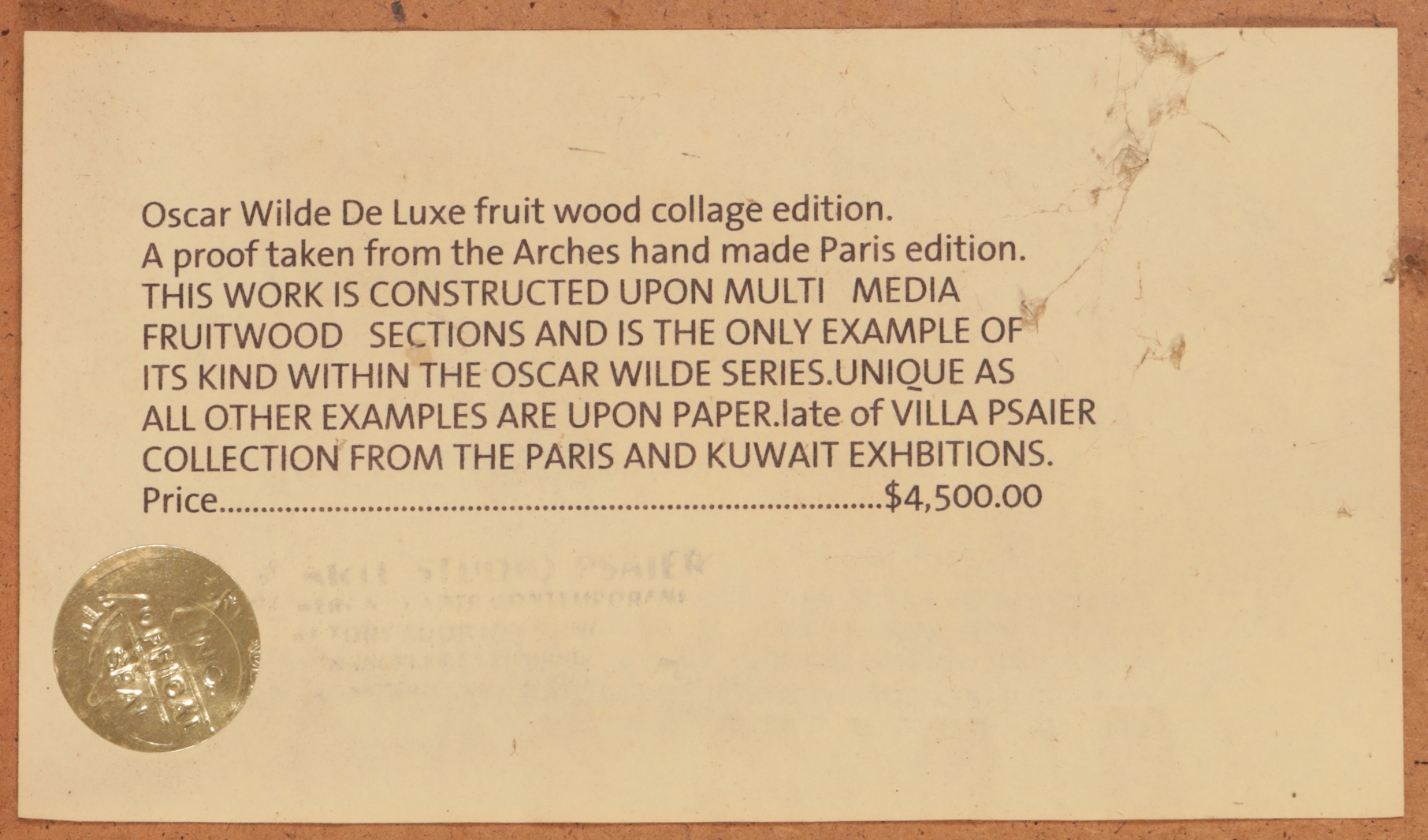 Oscar Wilde De Luxe fruit wood collage edition.
A proof taken from the Arches hand made Paris edition.
THIS WORK IS CONSTRUCTED UPON MULTI   MEDIA
FRUITWOOD   SECTIONS AND IS THE ONLY EXAMPLE OF
ITS KIND WITHIN THE OSCAR WILDE SERIES.UNIQUE AS
ALL OTHER EXAMPLES ARE UPON PAPER.late of VILLA PSAIER
COLLECTION FROM THE PARIS AND KUWAIT EXHBITIONS.
Price..................................................................................$4,500.00
PSAIER
OFFICIAL
SEAL